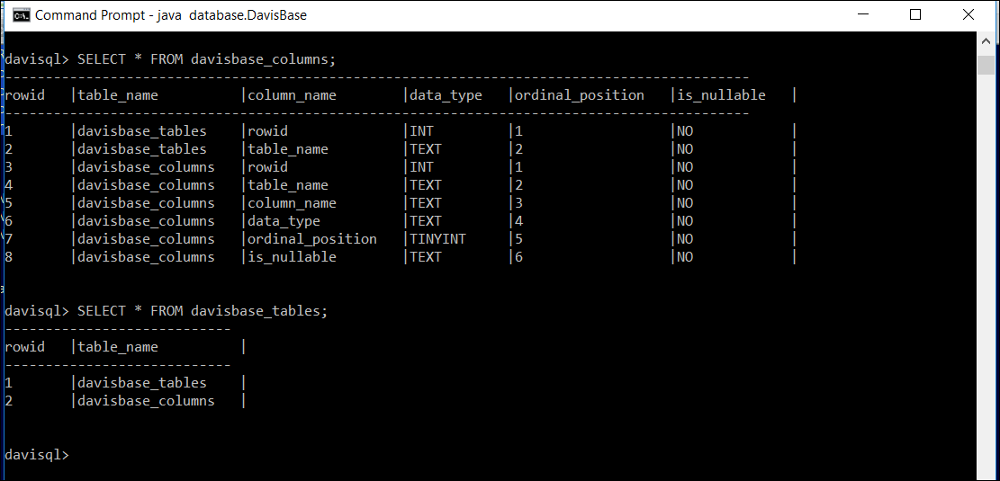 Command Prompt - java  database.DavisBase
davisql> SELECT * FROM davisbase_columns;
--------------------------------------------------------------------------------------------
rowid   |table_name          |column_name        |data_type   |ordinal_position   |is_nullable   |
--------------------------------------------------------------------------------------------
1       |davisbase_tables    |rowid              |INT         |1                  |NO            |
2       |davisbase_tables    |table_name         |TEXT        |2                  |NO            |
3       |davisbase_columns   |rowid              |INT         |1                  |NO            |
4       |davisbase_columns   |table_name         |TEXT        |2                  |NO            |
5       |davisbase_columns   |column_name        |TEXT        |3                  |NO            |
6       |davisbase_columns   |data_type          |TEXT        |4                  |NO            |
7       |davisbase_columns   |ordinal_position   |TINYINT     |5                  |NO            |
8       |davisbase_columns   |is_nullable        |TEXT        |6                  |NO            |
davisql> SELECT * FROM davisbase_tables;
----------------------------
rowid   |table_name          |
----------------------------
1       |davisbase_tables    |
2       |davisbase_columns   |
davisql>